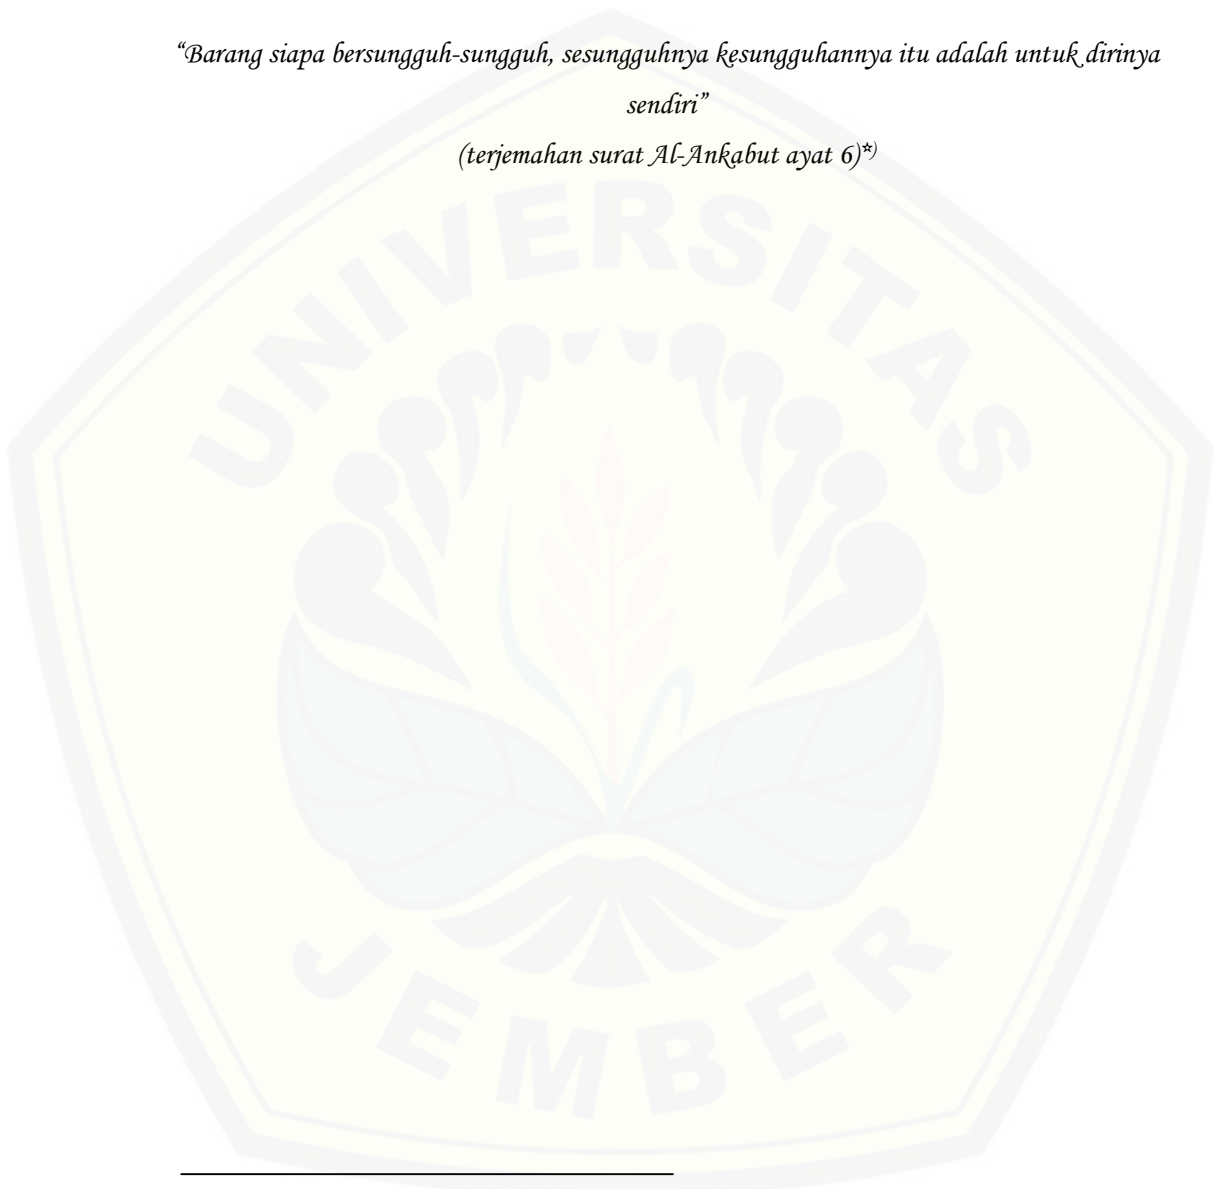 “Barang siapa bersungguh-sungguh, sesungguhnya kesungguhannya itu adalah untuk dirinya
sendiri”
(terjemahan surat Al-Ankabut ayat 6)*)
UNIVERSITAS
JEMBER